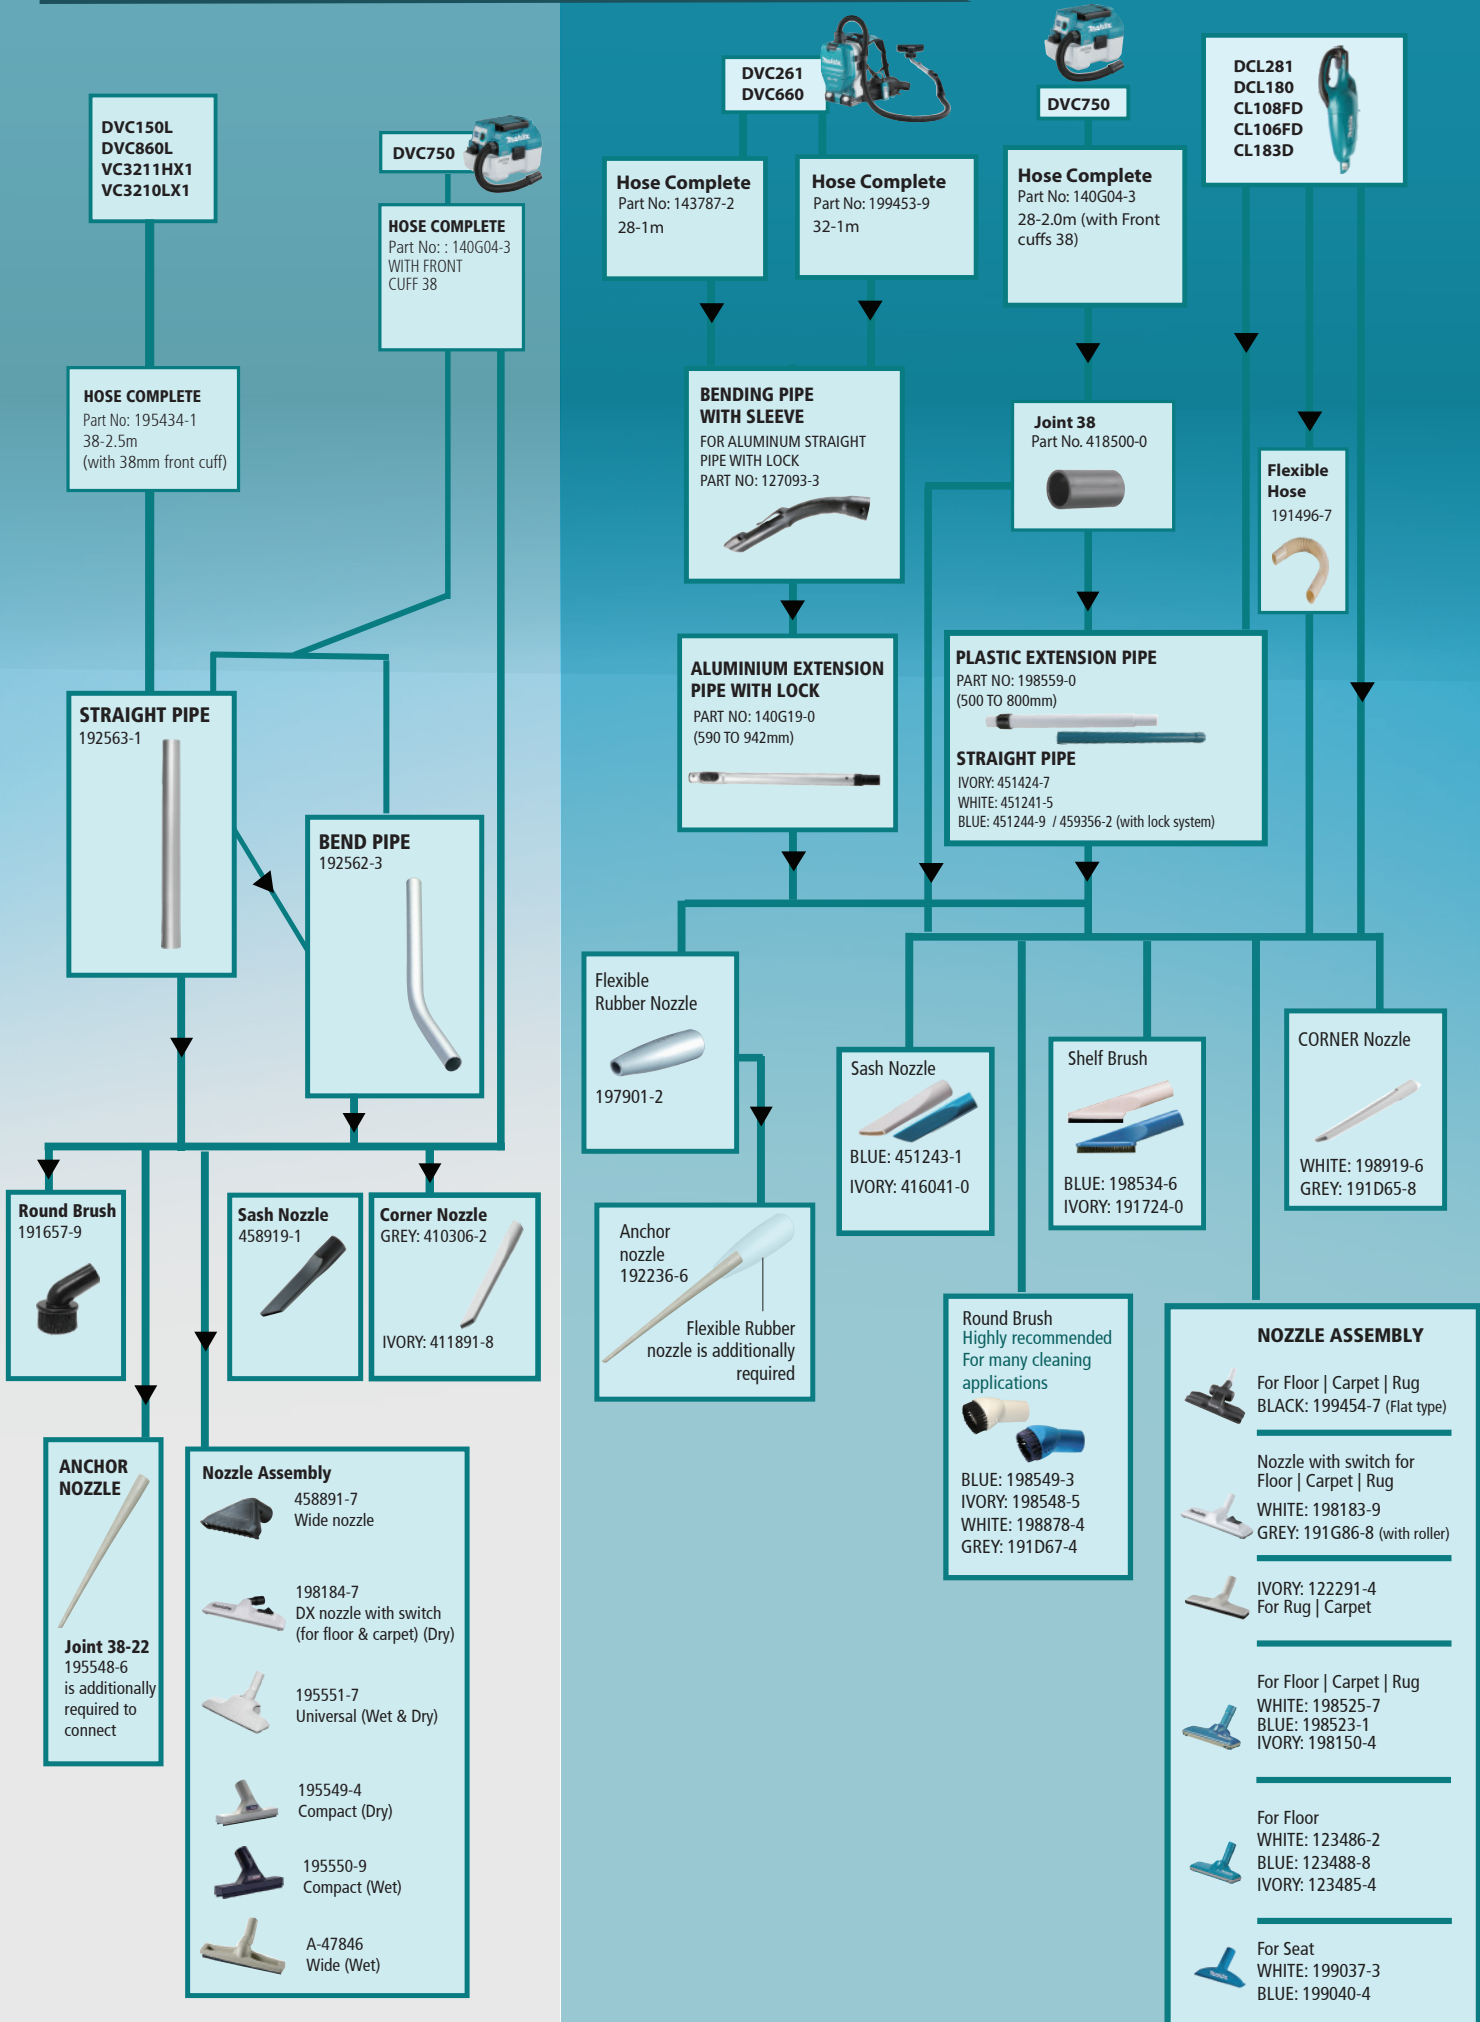 DVC150L
DVC860L
VC3211HX1
VC3210LX1
DVC750
HOSE COMPLETE
Part No: : 140G04-3
WITH FRONT
CUFF 38
HOSE COMPLETE
Part No: 195434-1
38-2.5m
(with 38mm front cuff)
STRAIGHT PIPE
192563-1
BEND PIPE
192562-3
Round Brush
191657-9
Sash Nozzle
458919-1
Corner Nozzle
GREY: 410306-2
IVORY: 411891-8
ANCHOR
NOZZLE
Joint 38-22
195548-6
is additionally
required to
connect
Nozzle Assembly
458891-7
Wide nozzle
198184-7
DX nozzle with switch
(for floor & carpet) (Dry)
195551-7
Universal (Wet & Dry)
195549-4
Compact (Dry)
195550-9
Compact (Wet)
A-47846
Wide (Wet)
DVC261
DVC660
Hose Complete
Part No: 143787-2
28-1m
Hose Complete
Part No: 199453-9
32-1m
DVC750
Hose Complete
Part No: 140G04-3
28-2.0m (with Front
cuffs 38)
DCL281
DCL180
CL108FD
CL106FD
CL183D
BENDING PIPE
WITH SLEEVE
FOR ALUMINUM STRAIGHT
PIPE WITH LOCK
PART NO: 127093-3
Joint 38
Part No. 418500-0
Flexible
Hose
191496-7
ALUMINIUM EXTENSION
PIPE WITH LOCK
PART NO: 140G19-0
(590 TO 942mm)
PLASTIC EXTENSION PIPE
PART NO: 198559-0
(500 TO 800mm)
STRAIGHT PIPE
IVORY: 451424-7
WHITE: 451241-5
BLUE: 451244-9 / 459356-2 (with lock system)
Flexible
Rubber Nozzle
197901-2
Anchor
nozzle
192236-6
Flexible Rubber
nozzle is additionally
required
Sash Nozzle
BLUE: 451243-1
IVORY: 416041-0
Shelf Brush
BLUE: 198534-6
IVORY: 191724-0
CORNER Nozzle
WHITE: 198919-6
GREY: 191D65-8
Round Brush
Highly recommended
For many cleaning
applications
BLUE: 198549-3
IVORY: 198548-5
WHITE: 198878-4
GREY: 191D67-4
NOZZLE ASSEMBLY
For Floor | Carpet | Rug
BLACK: 199454-7 (Flat type)
Nozzle with switch for
Floor | Carpet | Rug
WHITE: 198183-9
GREY: 191G86-8 (with roller)
IVORY: 122291-4
For Rug | Carpet
For Floor | Carpet | Rug
WHITE: 198525-7
BLUE: 198523-1
IVORY: 198150-4
For Floor
WHITE: 123486-2
BLUE: 123488-8
IVORY: 123485-4
For Seat
WHITE: 199037-3
BLUE: 199040-4